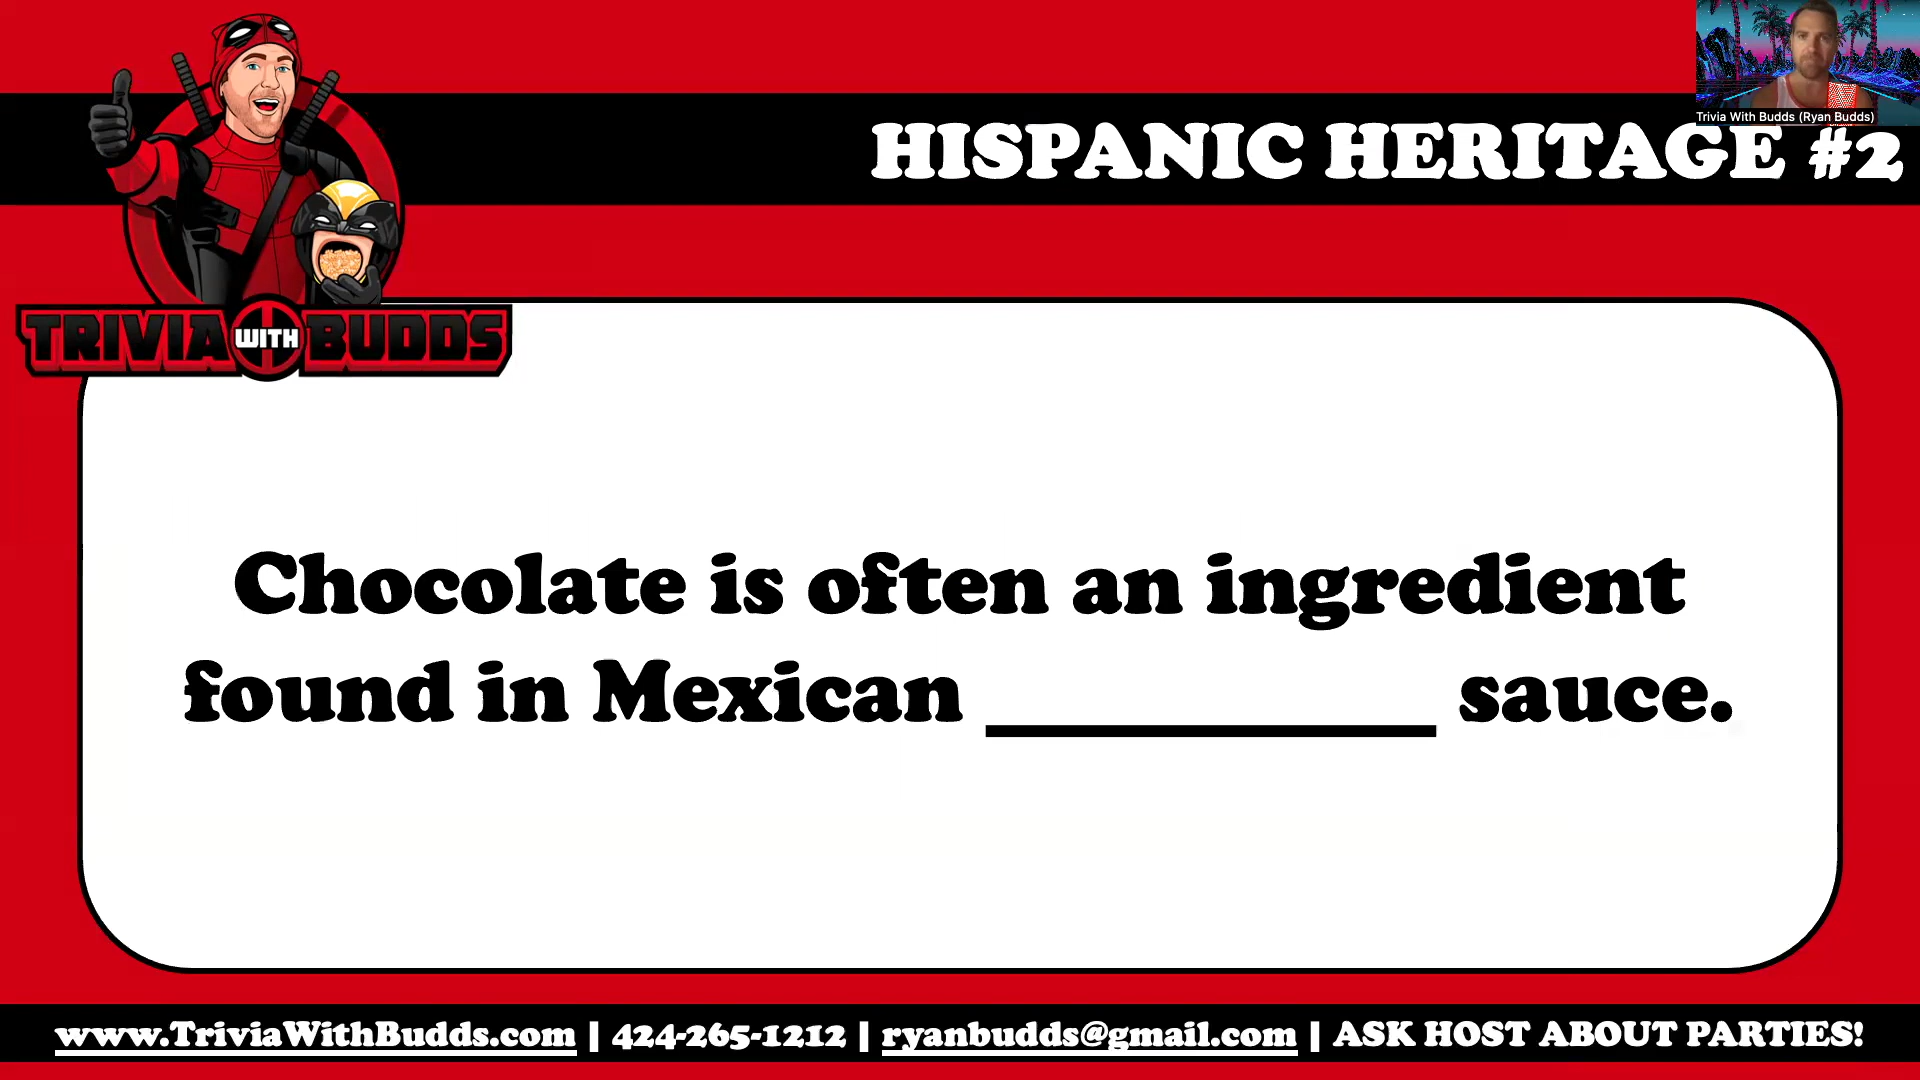 Trivia With Budds (Ryan Budds)
HISPANIC HERITAGE #2
TRIVIA WITH BUDDS
Chocolate is often an ingredient
found in Mexican __________ sauce.
www.TriviaWithBudds.com | 424-265-1212 | ryanbudds@gmail.com | ASK HOST ABOUT PARTIES!